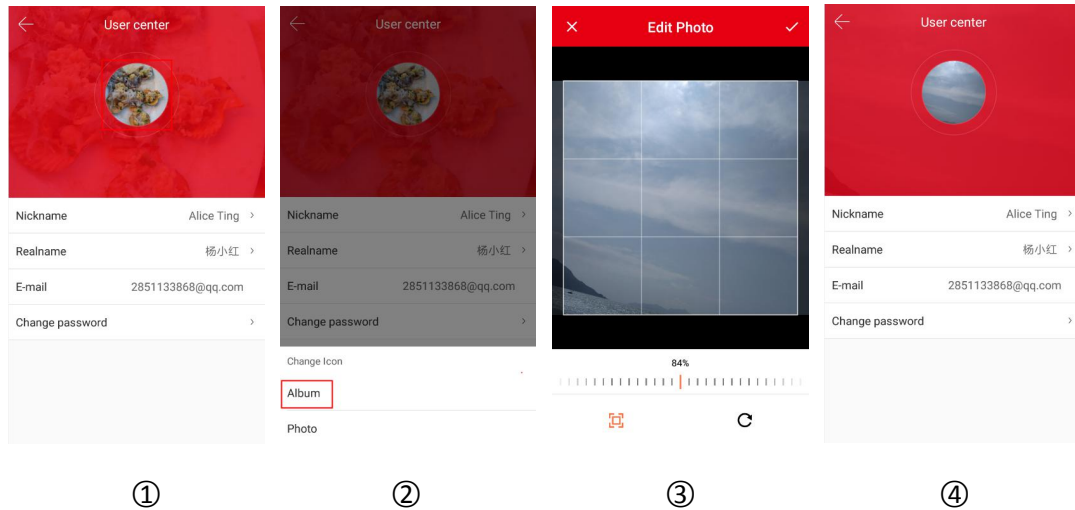 User center
Nickname Alice Ting
Realname 杨小红
E-mail 2851133868@qq.com
Change password
①
User center
Nickname Alice Ting
Realname 杨小红
E-mail 2851133868@qq.com
Change password
Change Icon
Album
Photo
②
Edit Photo
84%
③
User center
Nickname Alice Ting
Realname 杨小红
E-mail 2851133868@qq.com
Change password
④